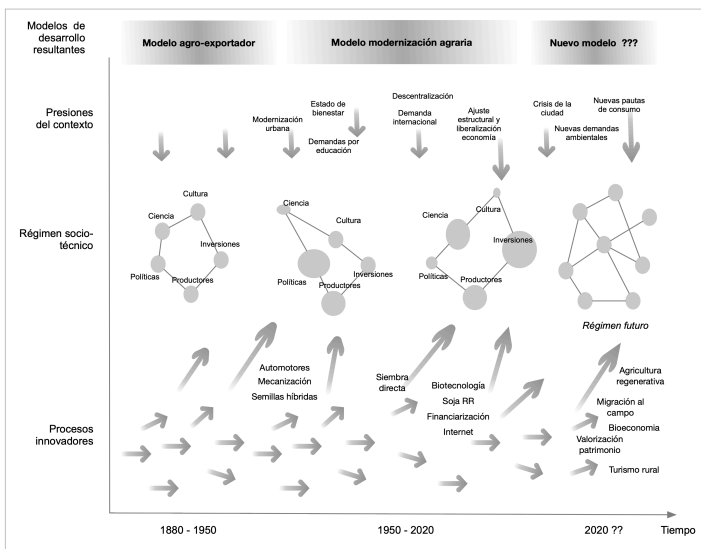 Modelos de
desarrollo
resultantes
Modelo agro-exportador
Modelo modernización agraria
Nuevo modelo ???
Presiones
del contexto
Modernización
urbana
Estado de
bienestar
Demandas por
educación
Descentralización
Demanda
internacional
Ajuste
estructural y
liberalización
economía
Crisis de la
ciudad
Nuevas pautas
de consumo
Nuevas demandas
ambientales
Régimen socio-
técnico
Cultura
Ciencia
Inversiones
Políticas
Productores
Ciencia
Cultura
Inversiones
Políticas
Productores
Cultura
Ciencia
Inversiones
Políticas
Productores
Régimen futuro
Procesos
innovadores
Automotores
Mecanización
Semillas híbridas
Siembra
directa
Biotecnología
Soja RR
Financiarización
Internet
Agricultura
regenerativa
Migración al
campo
Bioeconomia
Valorización
patrimonio
Turismo rural
1880 - 1950
1950 - 2020
2020 ??
Tiempo